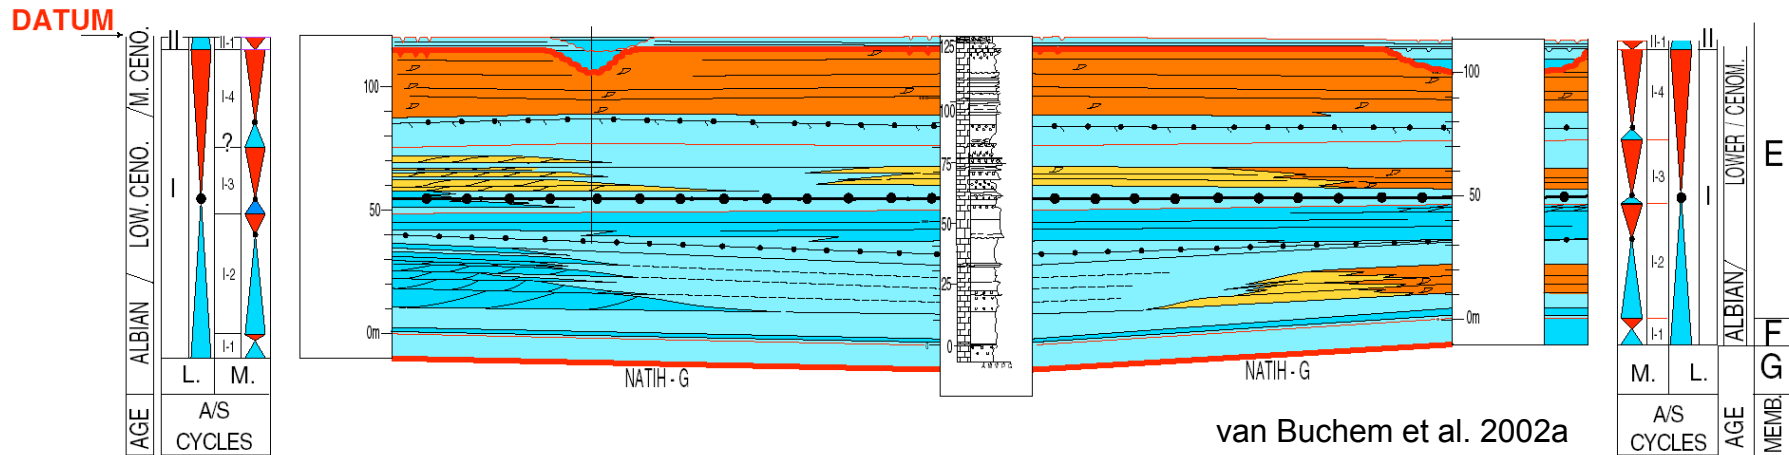 DATUM
M. CENO.
LOW. CENO.
ALBIAN
AGE
II
I
L.
II-1
I-4
?
I-3
I-2
I-1
M.
A/S
CYCLES
100
50
0m
125
100
75
50
25
0
NATIH - G
NATIH - G
100
50
0m
van Buchem et al. 2002a
II-1
I-4
I-3
I-2
I-1
M.
II
I
L.
A/S
CYCLES
LOWER / CENOM.
ALBIAN
AGE
E
F
G
MEMB.